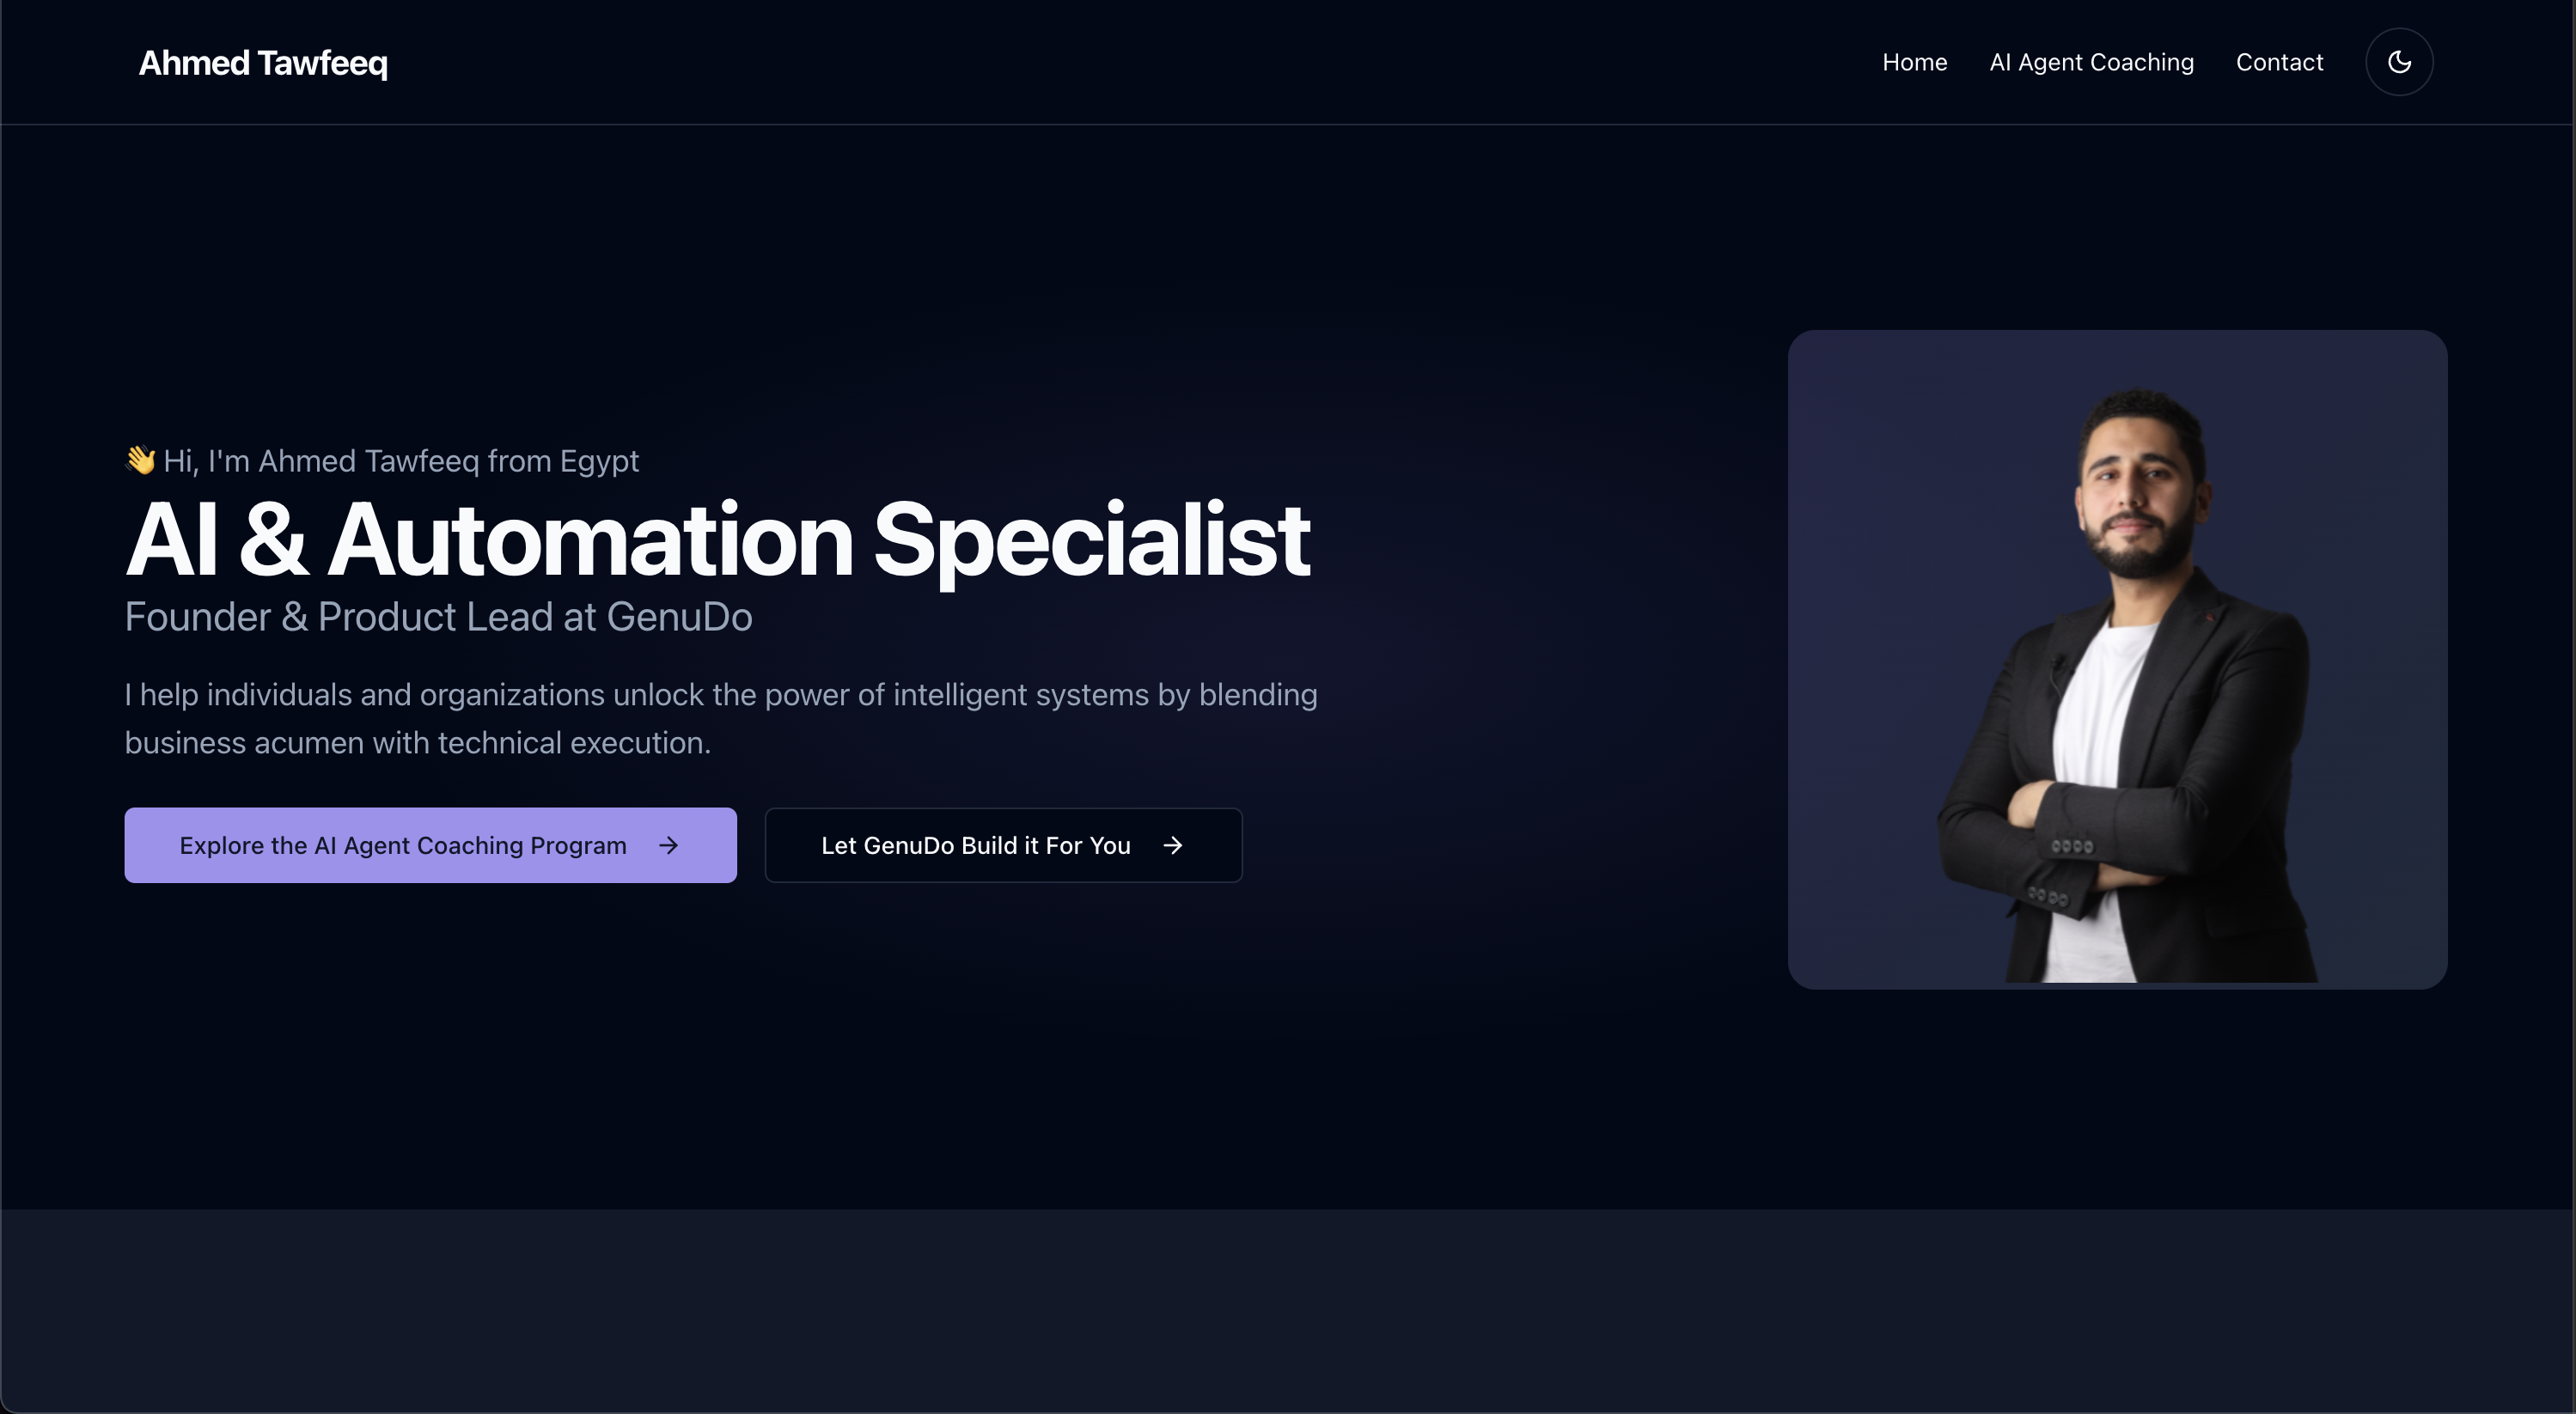 Ahmed Tawfeeq
Home
AI Agent Coaching
Contact
👋 Hi, I'm Ahmed Tawfeeq from Egypt
AI & Automation Specialist
Founder & Product Lead at GenuDo
I help individuals and organizations unlock the power of intelligent systems by blending
business acumen with technical execution.
Explore the AI Agent Coaching Program →
Let GenuDo Build it For You →